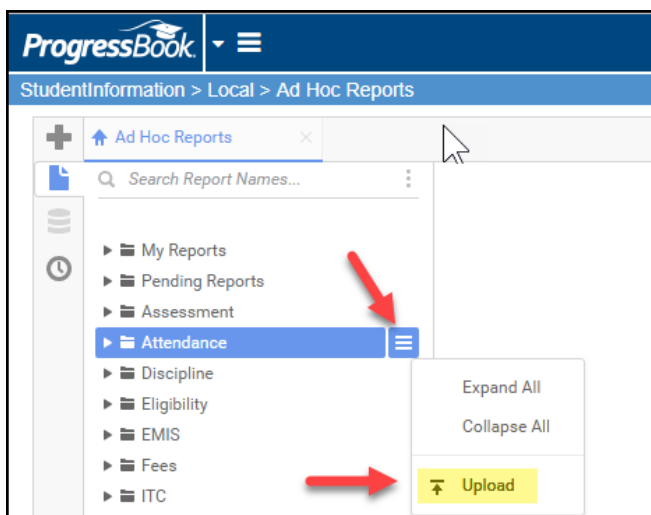 ProgressBook.
StudentInformation > Local > Ad Hoc Reports
Ad Hoc Reports
Search Report Names...
My Reports
Pending Reports
Assessment
Attendance
Discipline
Eligibility
EMIS
Fees
ITC
Expand All
Collapse All
Upload